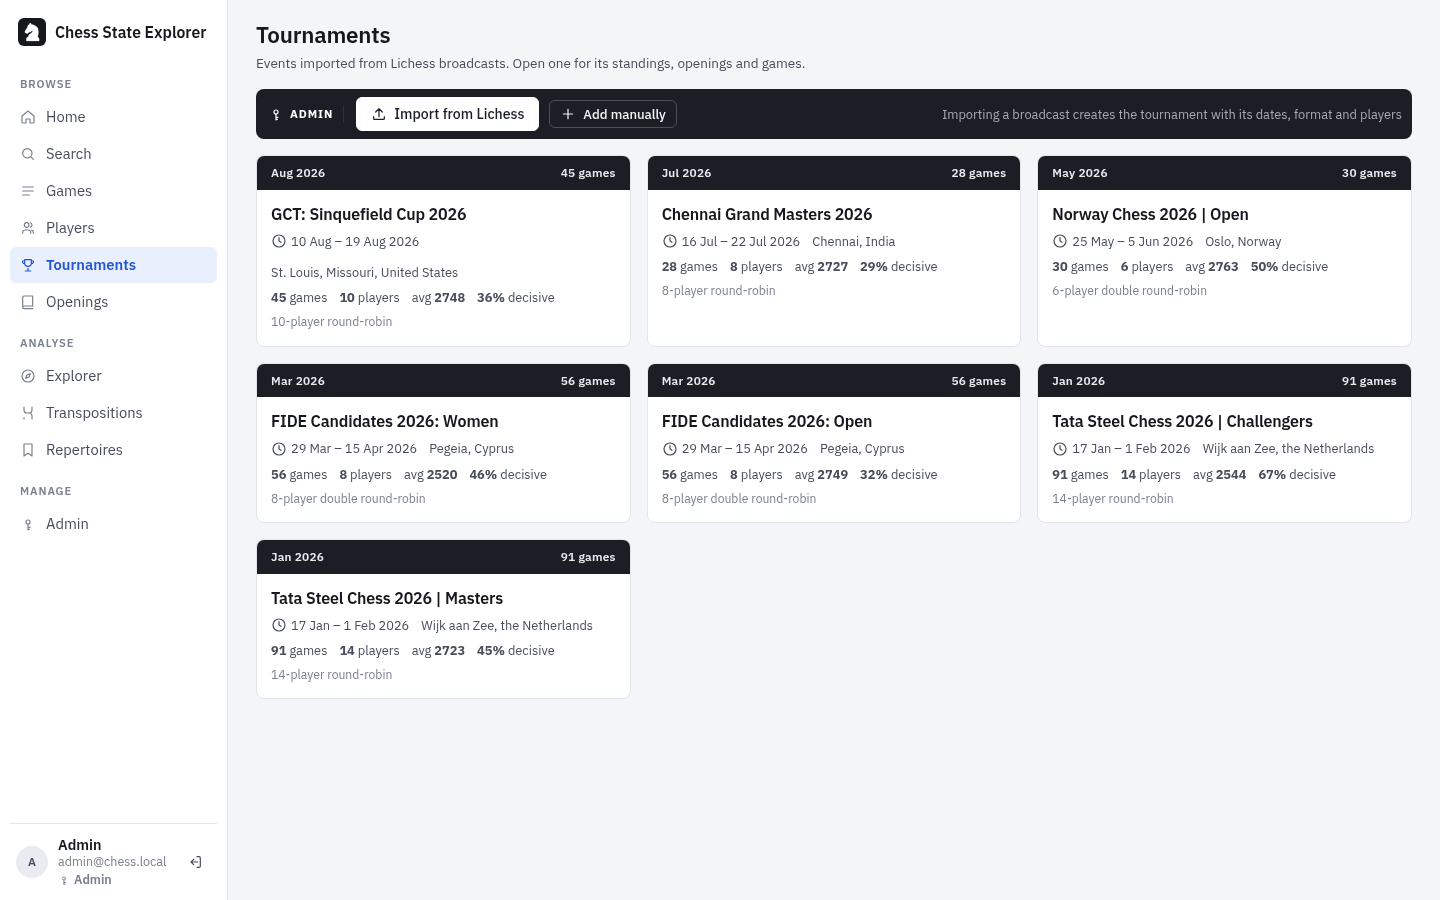 Chess State Explorer
BROWSE
Home
Search
Games
Players
Tournaments
Openings
ANALYSE
Explorer
Transpositions
Repertoires
MANAGE
Admin
A
Admin
admin@chess.local
Admin
Tournaments
Events imported from Lichess broadcasts. Open one for its standings, openings and games.
ADMIN Import from Lichess Add manually Importing a broadcast creates the tournament with its dates, format and players
Aug 2026 45 games
GCT: Sinquefield Cup 2026
10 Aug – 19 Aug 2026
St. Louis, Missouri, United States
45 games 10 players avg 2748 36% decisive
10-player round-robin
Jul 2026 28 games
Chennai Grand Masters 2026
16 Jul – 22 Jul 2026 Chennai, India
28 games 8 players avg 2727 29% decisive
8-player round-robin
May 2026 30 games
Norway Chess 2026 | Open
25 May – 5 Jun 2026 Oslo, Norway
30 games 6 players avg 2763 50% decisive
6-player double round-robin
Mar 2026 56 games
FIDE Candidates 2026: Women
29 Mar – 15 Apr 2026 Pegeia, Cyprus
56 games 8 players avg 2520 46% decisive
8-player double round-robin
Mar 2026 56 games
FIDE Candidates 2026: Open
29 Mar – 15 Apr 2026 Pegeia, Cyprus
56 games 8 players avg 2749 32% decisive
8-player double round-robin
Jan 2026 91 games
Tata Steel Chess 2026 | Challengers
17 Jan – 1 Feb 2026 Wijk aan Zee, the Netherlands
91 games 14 players avg 2544 67% decisive
14-player round-robin
Jan 2026 91 games
Tata Steel Chess 2026 | Masters
17 Jan – 1 Feb 2026 Wijk aan Zee, the Netherlands
91 games 14 players avg 2723 45% decisive
14-player round-robin